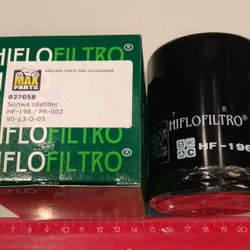 HIFLOFILTRO
MAX
PARTS
GENUINE PARTS AND ACCESSORIES
027058
Sunwa oliefilter
HF-196 / PR-002
90-13-D-05
HIFLOFILTRO
HIFLOFILTRO
HIFLOFILTRO
HF-196